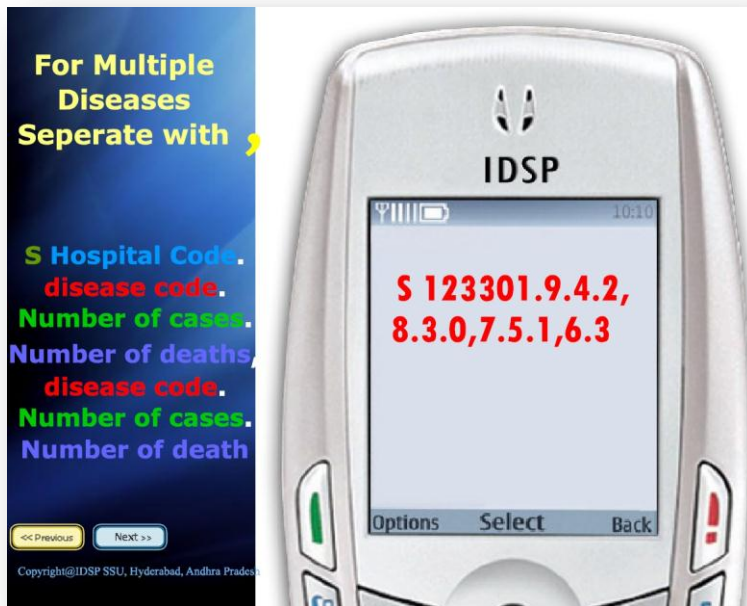 For Multiple
Diseases
Seperate with ,
S Hospital Code.
disease code.
Number of cases.
Number of deaths,
disease code.
Number of cases.
Number of death
<< Previous
Next >>
Copyright@IDSP SSU, Hyderabad, Andhra Pradesh
IDSP
10:10
S 123301.9.4.2,
8.3.0,7.5.1,6.3
Options Select Back